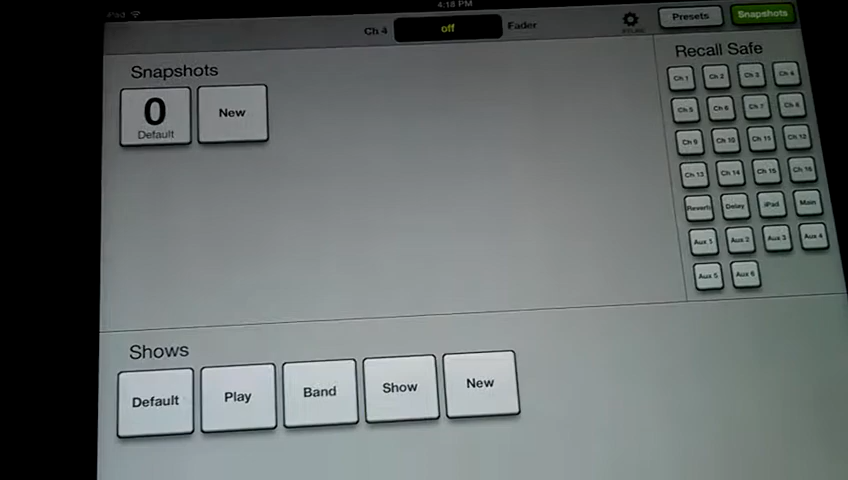 iPad 4:18 PM
Ch 4 off Fader Presets Snapshots
Snapshots
0
Default
New
Recall Safe
Ch 1 Ch 2 Ch 3 Ch 4
Ch 5 Ch 6 Ch 7 Ch 8
Ch 9 Ch 10 Ch 11 Ch 12
Ch 13 Ch 14 Ch 15 Ch 16
Reverb Delay iPad Main
Aux 1 Aux 2 Aux 3 Aux 4
Aux 5 Aux 6
Shows
Default Play Band Show New